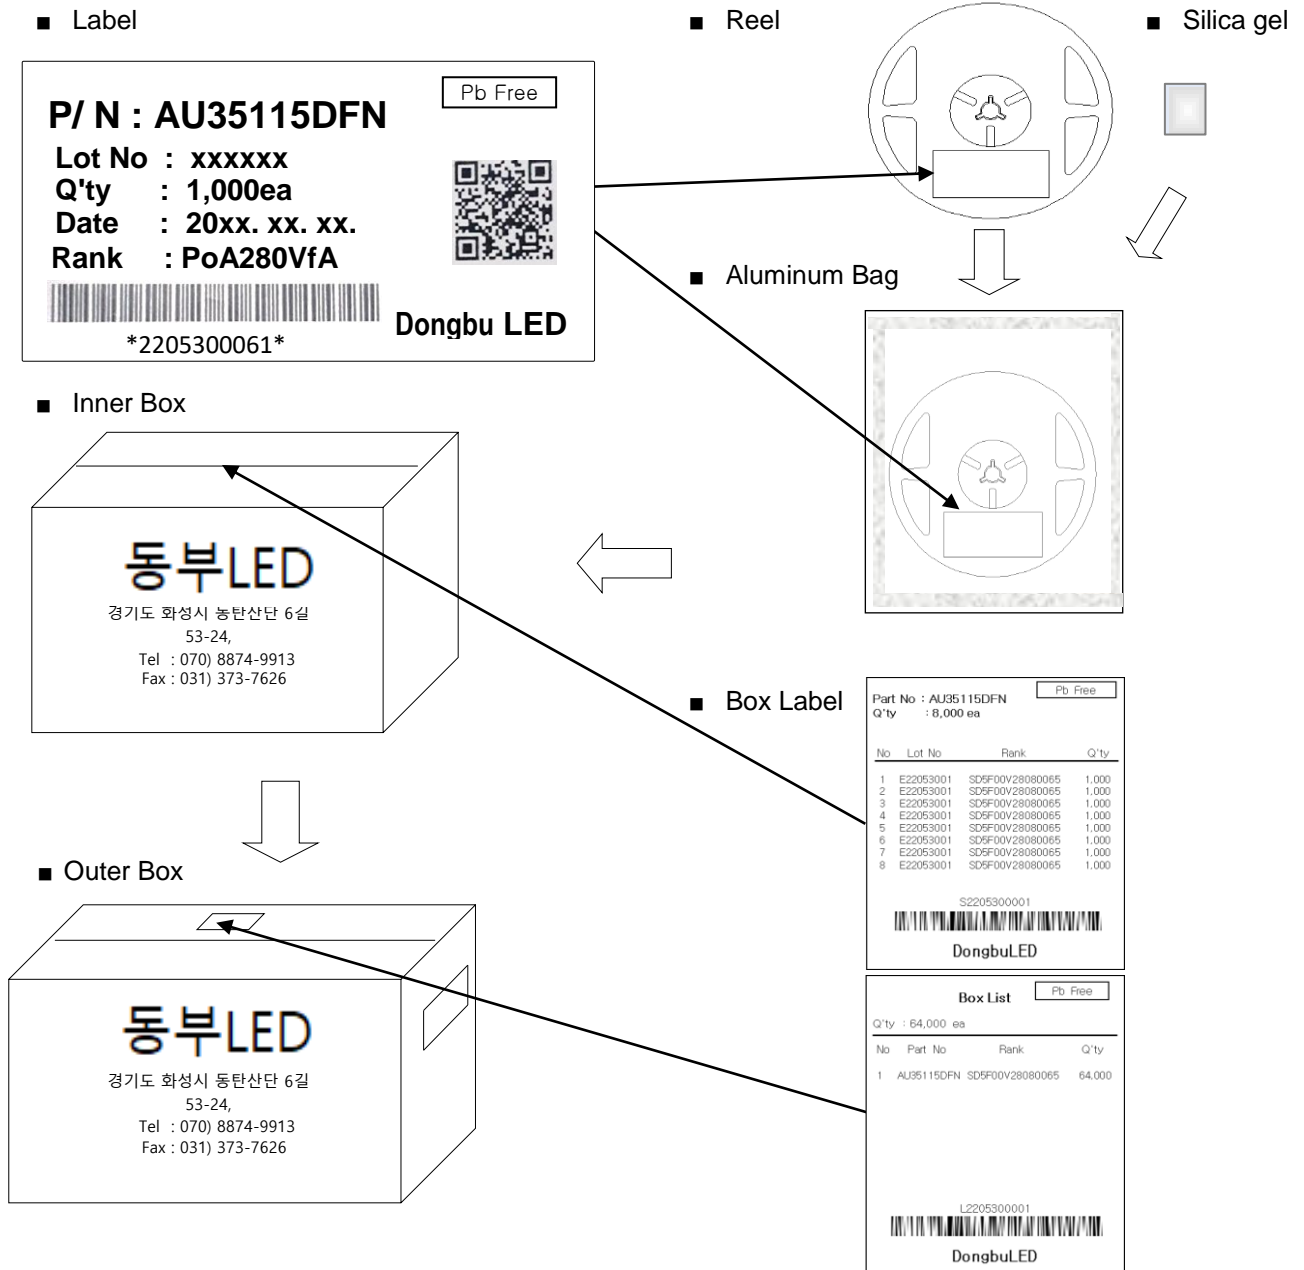 ■ Label
P/ N : AU35115DFN
Pb Free
Lot No : xxxxxx
Q'ty : 1,000ea
Date : 20xx. xx. xx.
Rank : PoA280VfA
*2205300061*
Dongbu LED
■ Reel
■ Silica gel
■ Aluminum Bag
■ Inner Box
동부LED
경기도 화성시 동탄산단 6길
53-24,
Tel : 070) 8874-9913
Fax : 031) 373-7626
■ Box Label
Pb Free
Part No : AU35115DFN
Q'ty : 8,000 ea
No Lot No Rank Q'ty
1 E22053001 SD5F00V28080065 1,000
2 E22053001 SD5F00V28080065 1,000
3 E22053001 SD5F00V28080065 1,000
4 E22053001 SD5F00V28080065 1,000
5 E22053001 SD5F00V28080065 1,000
6 E22053001 SD5F00V28080065 1,000
7 E22053001 SD5F00V28080065 1,000
8 E22053001 SD5F00V28080065 1,000
S2205300001
DongbuLED
■ Outer Box
동부LED
경기도 화성시 동탄산단 6길
53-24,
Tel : 070) 8874-9913
Fax : 031) 373-7626
Box List
Pb Free
Q'ty : 64,000 ea
No Part No Rank Q'ty
1 AU35115DFN SD5F00V28080065 64,000
L2205300001
DongbuLED